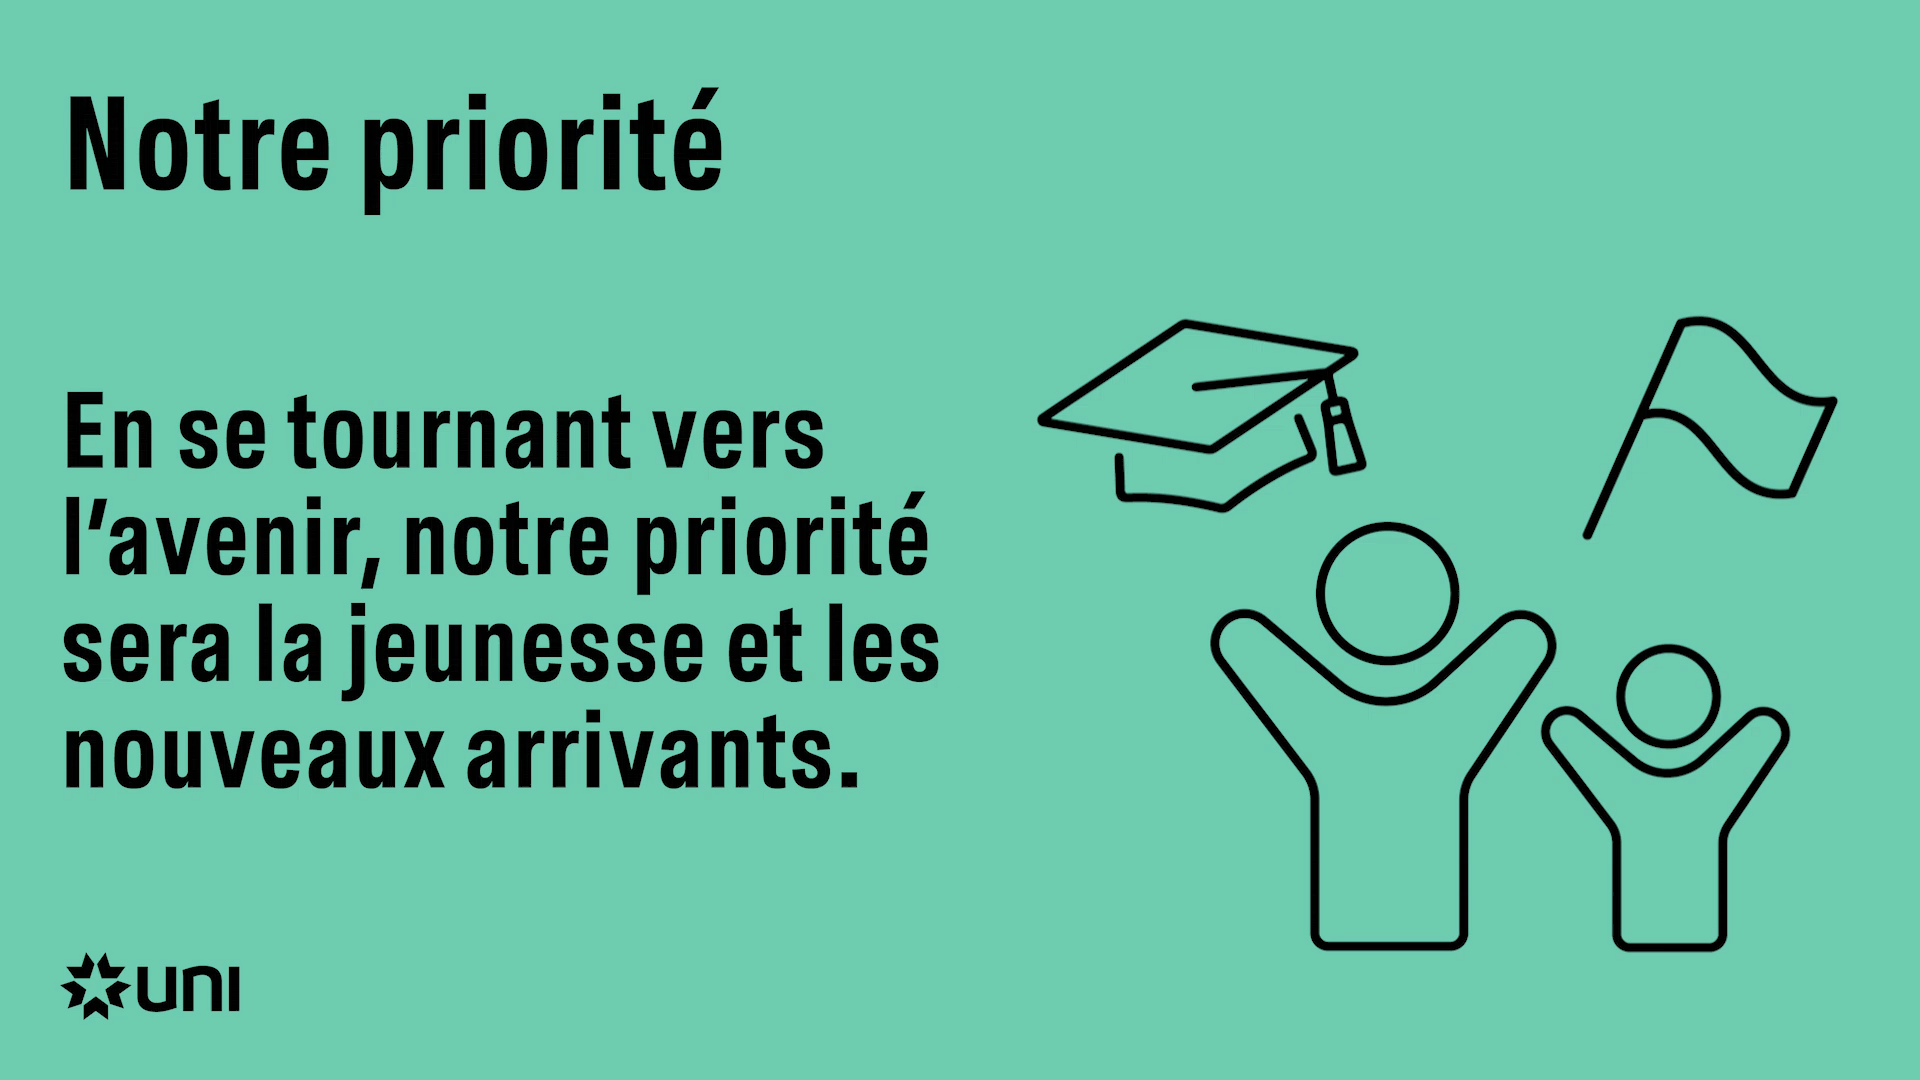 Notre priorité
En se tournant vers
l’avenir, notre priorité
sera la jeunesse et les
nouveaux arrivants.
uni